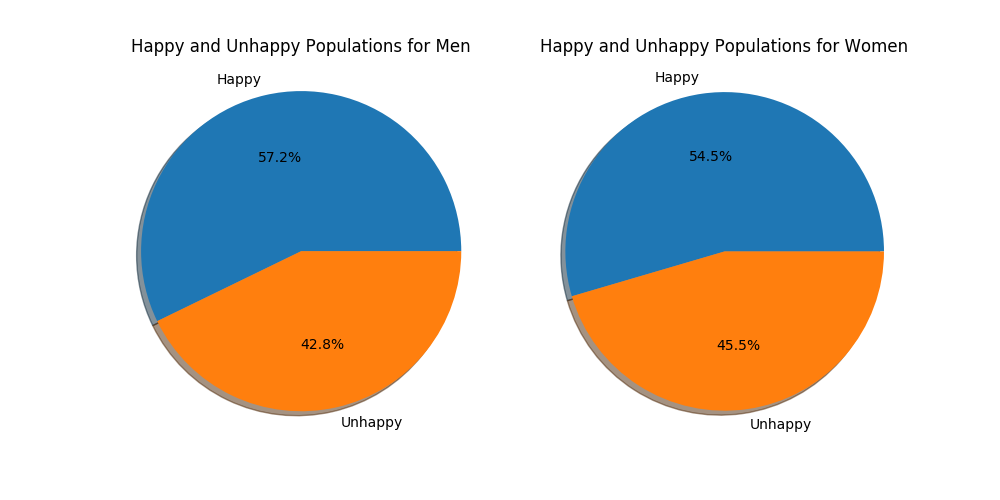 Happy and Unhappy Populations for Men
Happy
57.2%
42.8%
Unhappy
Happy and Unhappy Populations for Women
Happy
54.5%
45.5%
Unhappy